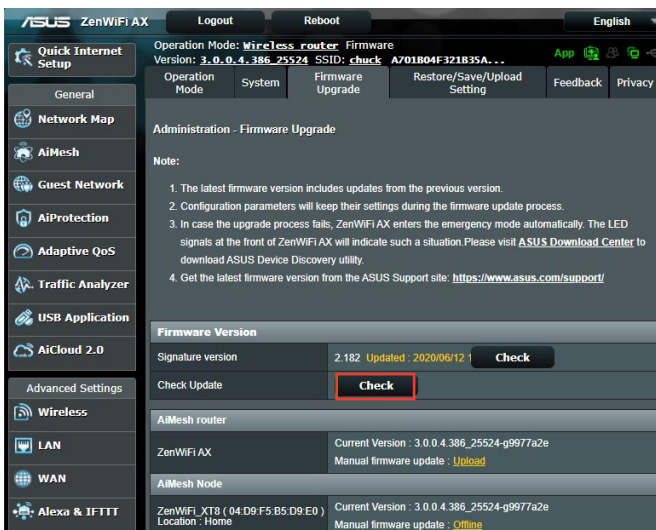 ASUS ZenWiFi AX Logout Reboot English
Quick Internet Setup
General
Network Map
AiMesh
Guest Network
AiProtection
Adaptive QoS
Traffic Analyzer
USB Application
AiCloud 2.0
Advanced Settings
Wireless
LAN
WAN
Alexa & IFTTT
Operation Mode: Wireless router Firmware
Version: 3.0.0.4.386_25524 SSID: chuck A701B04F321B35A...
App
Operation Mode System Firmware Upgrade Restore/Save/Upload Setting Feedback Privacy
Administration - Firmware Upgrade
Note:
1. The latest firmware version includes updates from the previous version.
2. Configuration parameters will keep their settings during the firmware update process.
3. In case the upgrade process fails, ZenWiFi AX enters the emergency mode automatically. The LED
signals at the front of ZenWiFi AX will indicate such a situation.Please visit ASUS Download Center to
download ASUS Device Discovery utility.
4. Get the latest firmware version from the ASUS Support site: https://www.asus.com/support/
Firmware Version
Signature version 2.182 Updated : 2020/06/12 1 Check
Check Update Check
AiMesh router
ZenWiFi AX
Current Version : 3.0.0.4.386_25524-g9977a2e
Manual firmware update : Upload
AiMesh Node
ZenWiFi_XT8 ( 04:D9:F5:B5:D9:E0 )
Location : Home
Current Version : 3.0.0.4.386_25524-g9977a2e
Manual firmware update : Offline